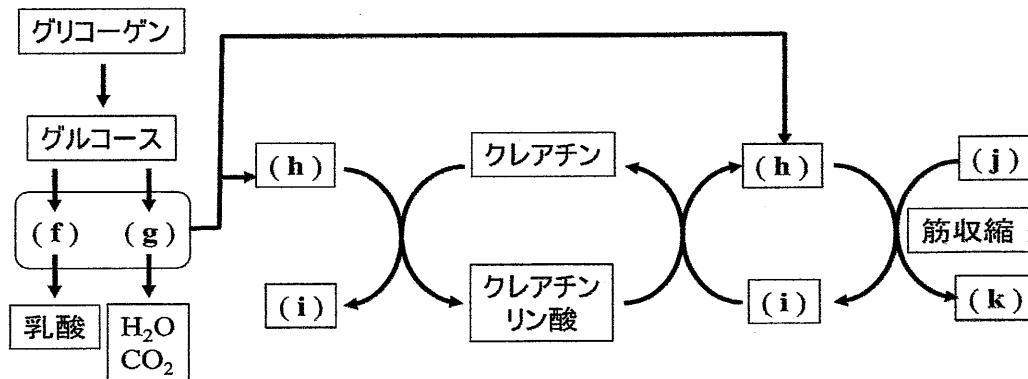 グリコーゲン
グルコース
(f) (g)
乳酸
H₂O
CO₂
(h)
(i)
クレアチン
クレアチン
リン酸
(h)
(i)
(j)
筋収縮
(k)